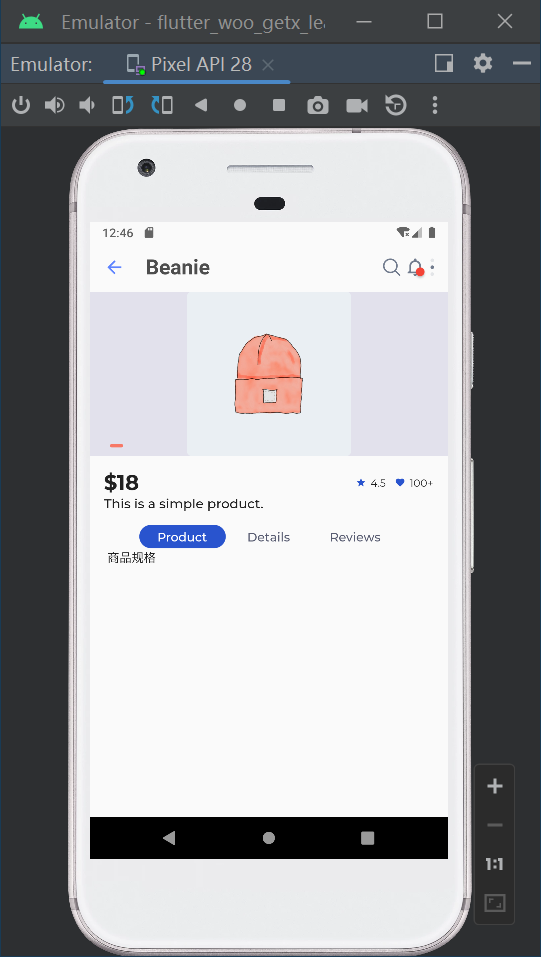 Emulator - flutter_woo_getx_lea
Emulator: Pixel API 28
12:46
Beanie
$18 4.5 100+
This is a simple product.
Product Details Reviews
商品规格
1:1